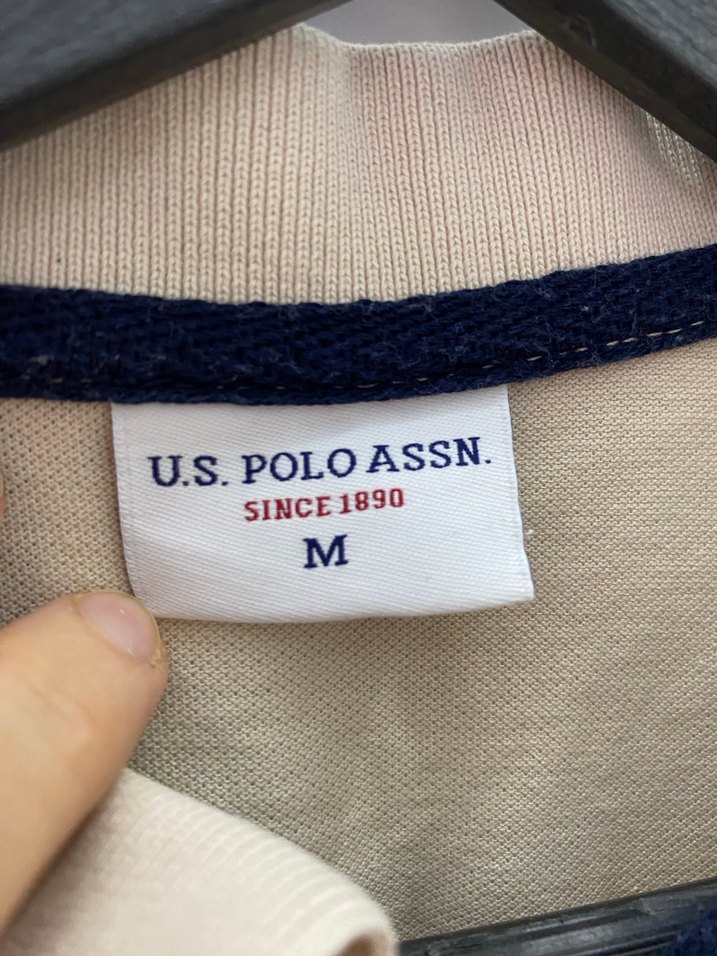 U.S. POLO ASSN.
SINCE 1890
M